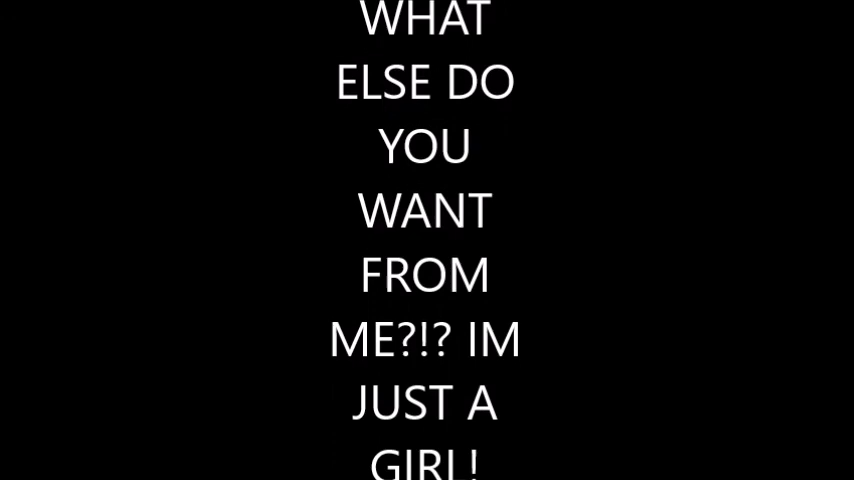 WHAT
ELSE DO
YOU
WANT
FROM
ME?!? IM
JUST A
GIRL!